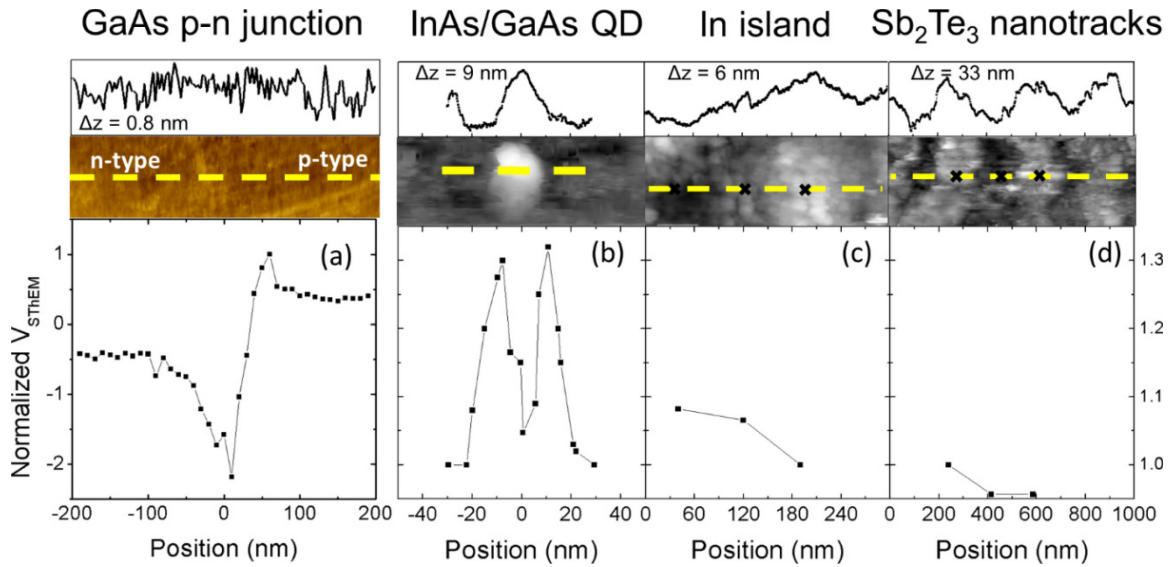 GaAs p-n junction
InAs/GaAs QD
In island
Sb₂Te₃ nanotracks
Δz = 0.8 nm
Δz = 9 nm
Δz = 6 nm
Δz = 33 nm
n-type
p-type
(a)
(b)
(c)
(d)
Normalized V_SThEM
1
0
-1
-2
1.3
1.2
1.1
1.0
-200 -100 0 100 200
-40 -20 0 20 40
0 60 120 180 240
0 200 400 600 800 1000
Position (nm)
Position (nm)
Position (nm)
Position (nm)